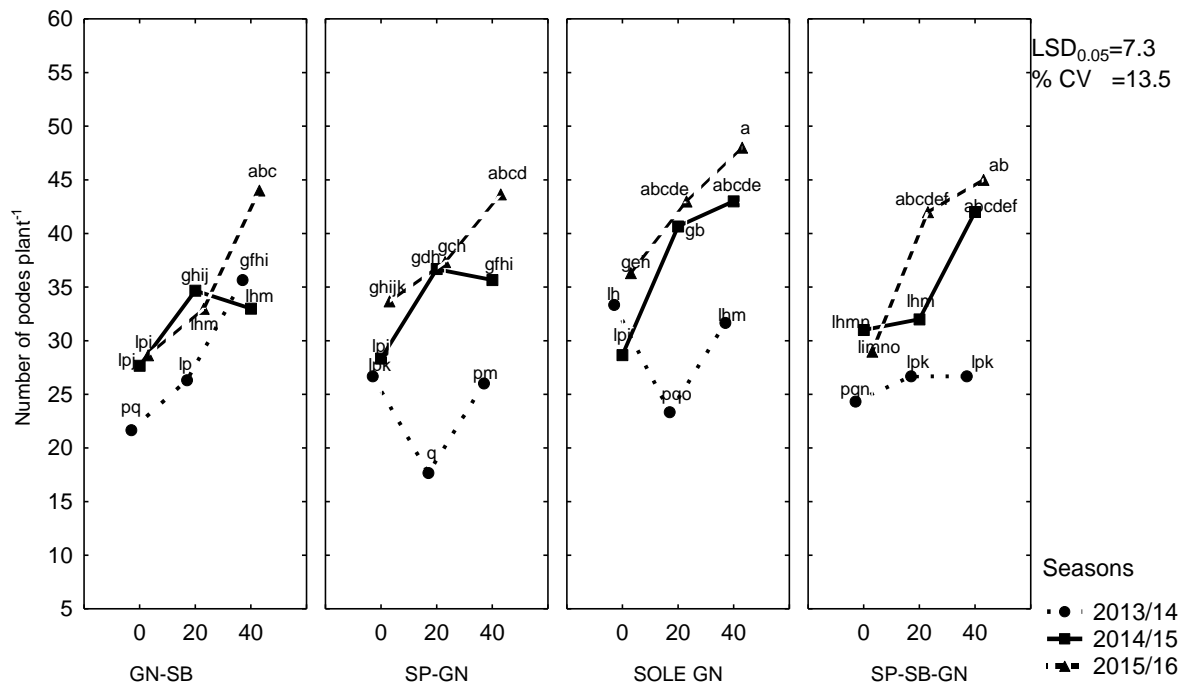 LSD0.05=7.3
% CV =13.5
Number of podes plant-1
60
55
50
45
40
35
30
25
20
15
10
5
pq
lp
gfhi
lpj
ghij
lhm
lpj
lhm
abc
0 20 40
GN-SB
lpk
q
pm
lpj
gdh
gfhi
ghijk
gch
abcd
0 20 40
SP-GN
lh
pqo
lhm
lpj
gb
abcde
geh
abcde
a
0 20 40
SOLE GN
pqn
lpk
lpk
lhmn
lhm
abcdef
limno
abcdef
ab
0 20 40
SP-SB-GN
Seasons
2013/14
2014/15
2015/16